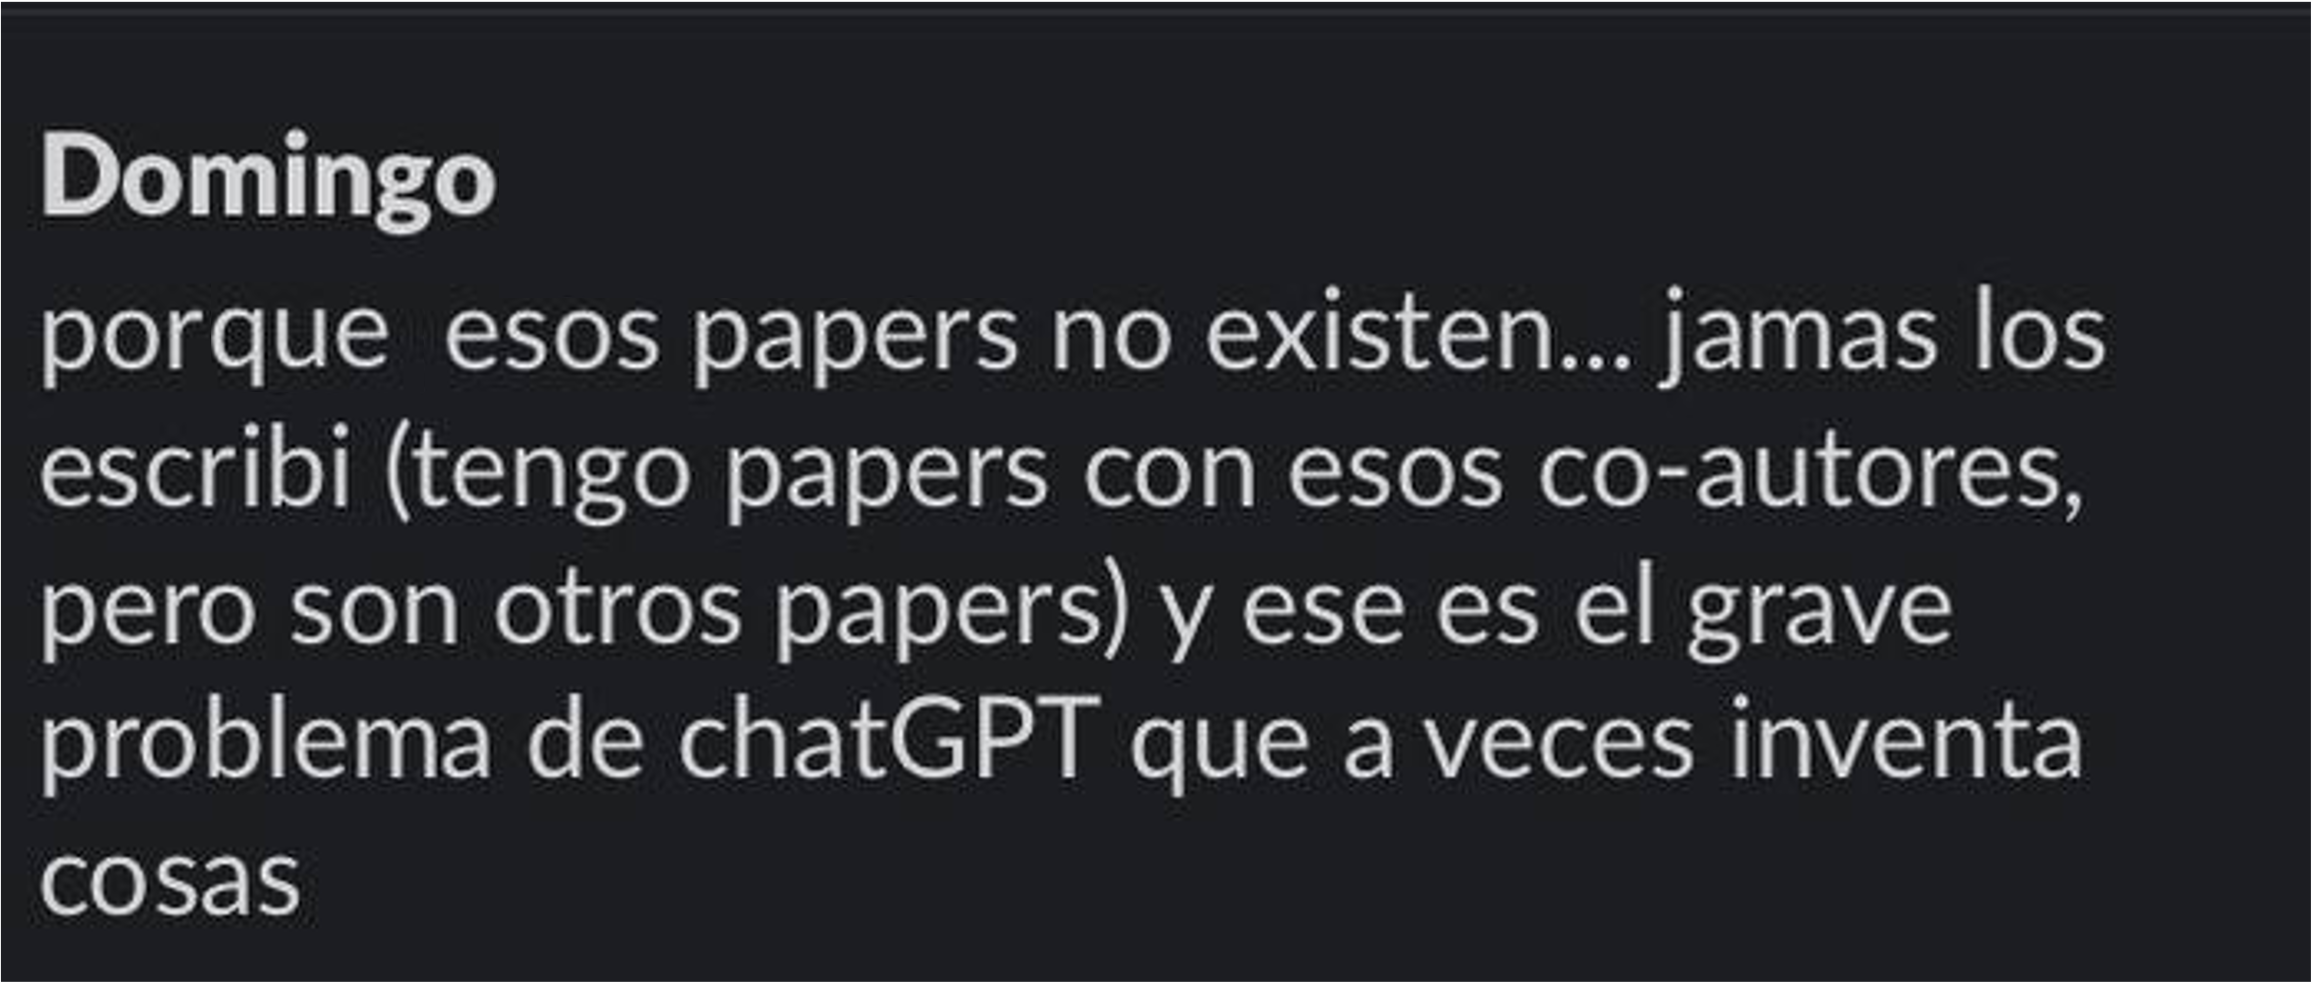 Domingo
porque  esos papers no existen... jamas los
escribi (tengo papers con esos co-autores,
pero son otros papers) y ese es el grave
problema de chatGPT que a veces inventa
cosas